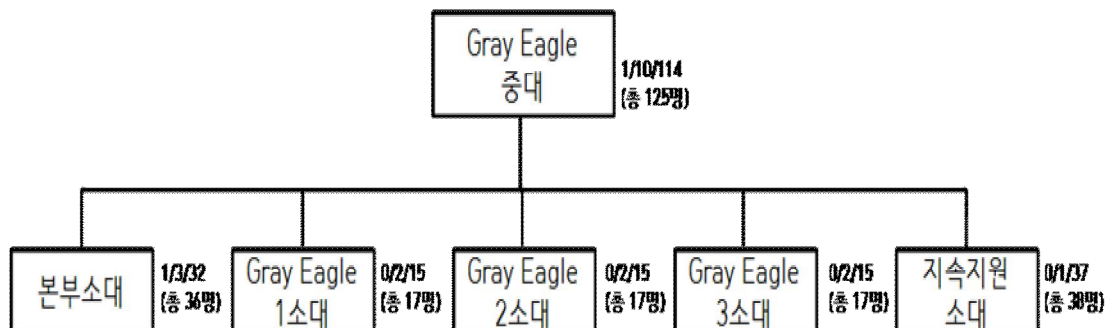 Gray Eagle
중대
1/10/114
(총 125명)
본부소대
1/3/32
(총 36명)
Gray Eagle
1소대
0/2/15
(총 17명)
Gray Eagle
2소대
0/2/15
(총 17명)
Gray Eagle
3소대
0/2/15
(총 17명)
지속지원
소대
0/1/37
(총 38명)